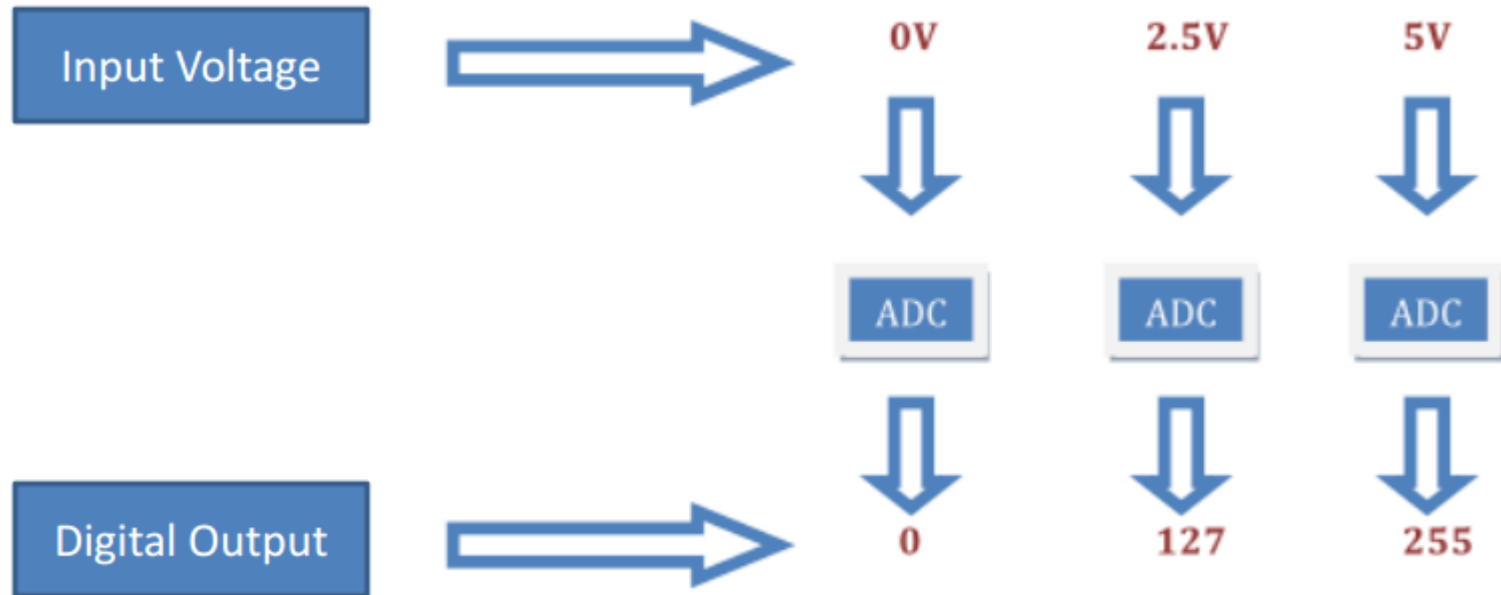 Input Voltage
0V 2.5V 5V
ADC ADC ADC
Digital Output
0 127 255